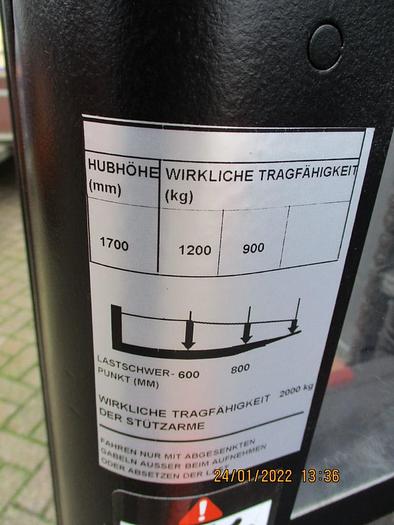 HUBHÖHE WIRKLICHE TRAGFÄHIGKEIT
(mm) (kg)
1700 1200 900
LASTSCHWER- 600 800
PUNKT (MM)
WIRKLICHE TRAGFÄHIGKEIT 2000 kg
DER STÜTZARME
FAHREN NUR MIT ABGESENKTEN
GABELN AUSSER BEIM AUFNEHMEN
ODER ABSETZEN DER
24/01/2022 13:36